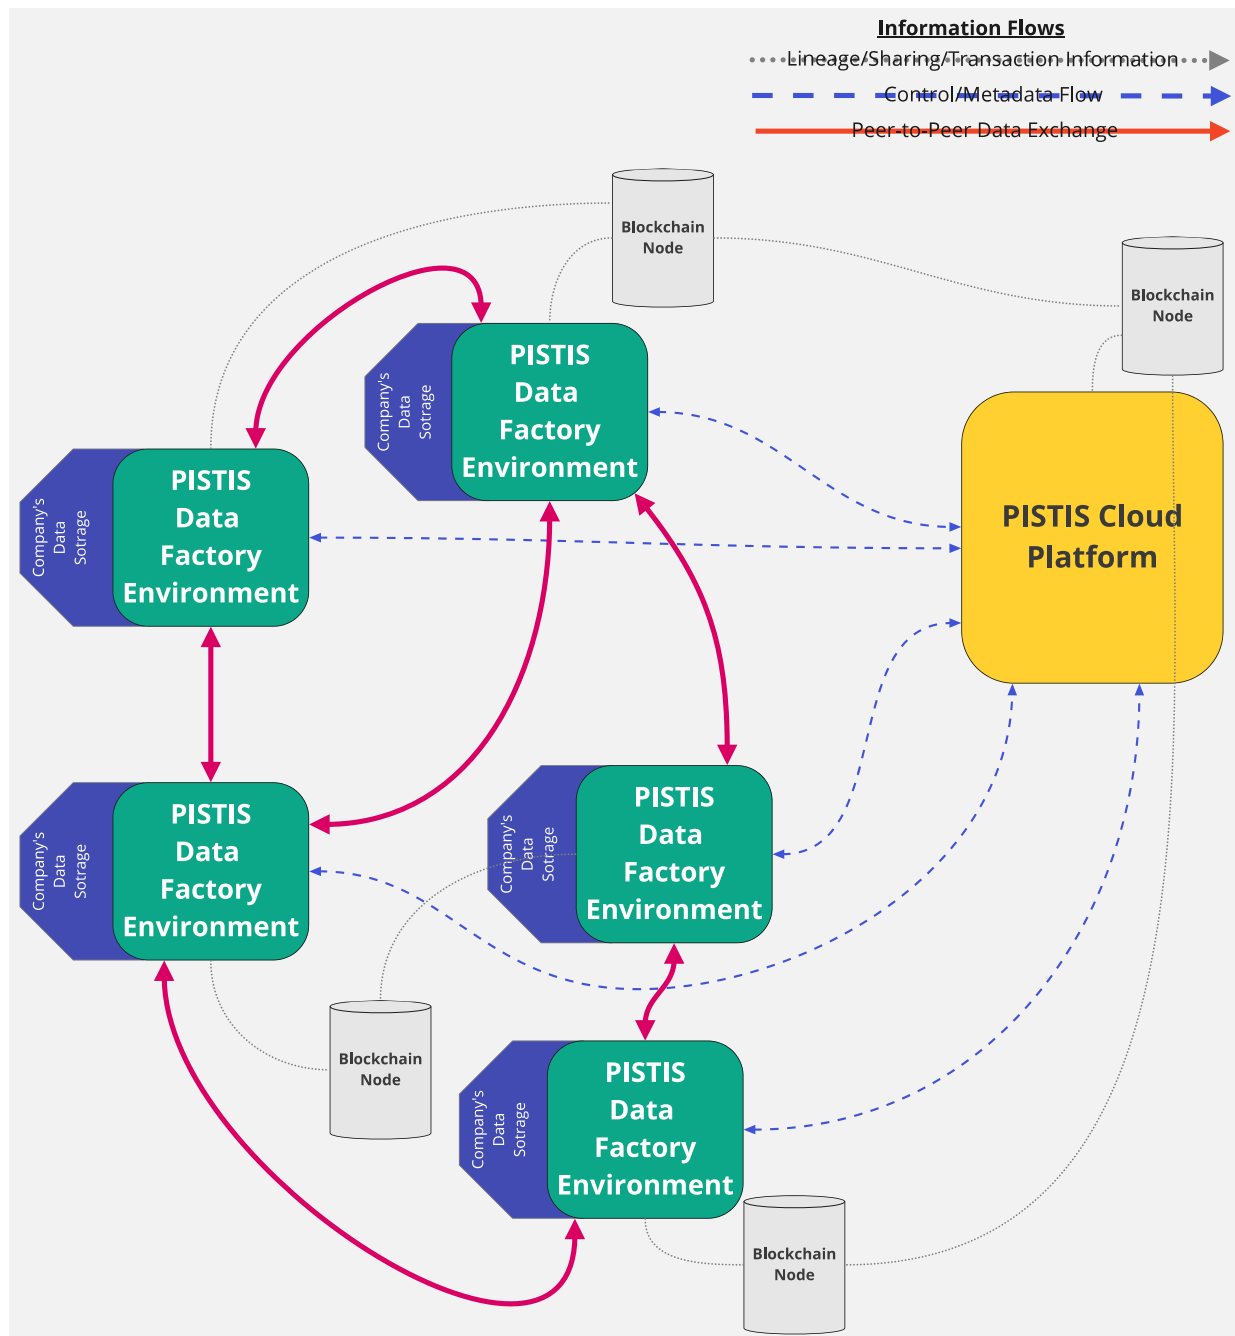 Information Flows
Lineage/Sharing/Transaction Information
Control/Metadata Flow
Peer-to-Peer Data Exchange
Blockchain
Node
Blockchain
Node
Company's
Data
Sotrage
PISTIS
Data
Factory
Environment
Company's
Data
Sotrage
PISTIS
Data
Factory
Environment
PISTIS Cloud
Platform
Company's
Data
Sotrage
PISTIS
Data
Factory
Environment
Company's
Data
Sotrage
PISTIS
Data
Factory
Environment
Blockchain
Node
Company's
Data
Sotrage
PISTIS
Data
Factory
Environment
Blockchain
Node